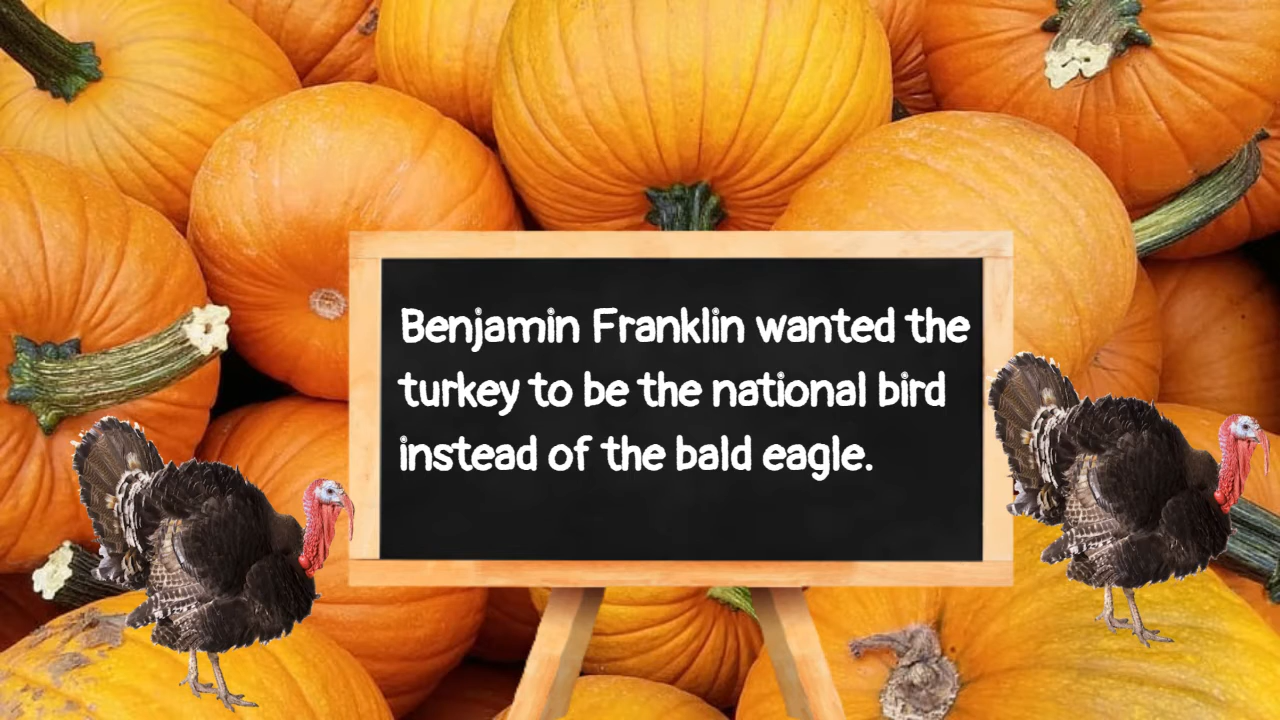 Benjamin Franklin wanted the
turkey to be the national bird
instead of the bald eagle.